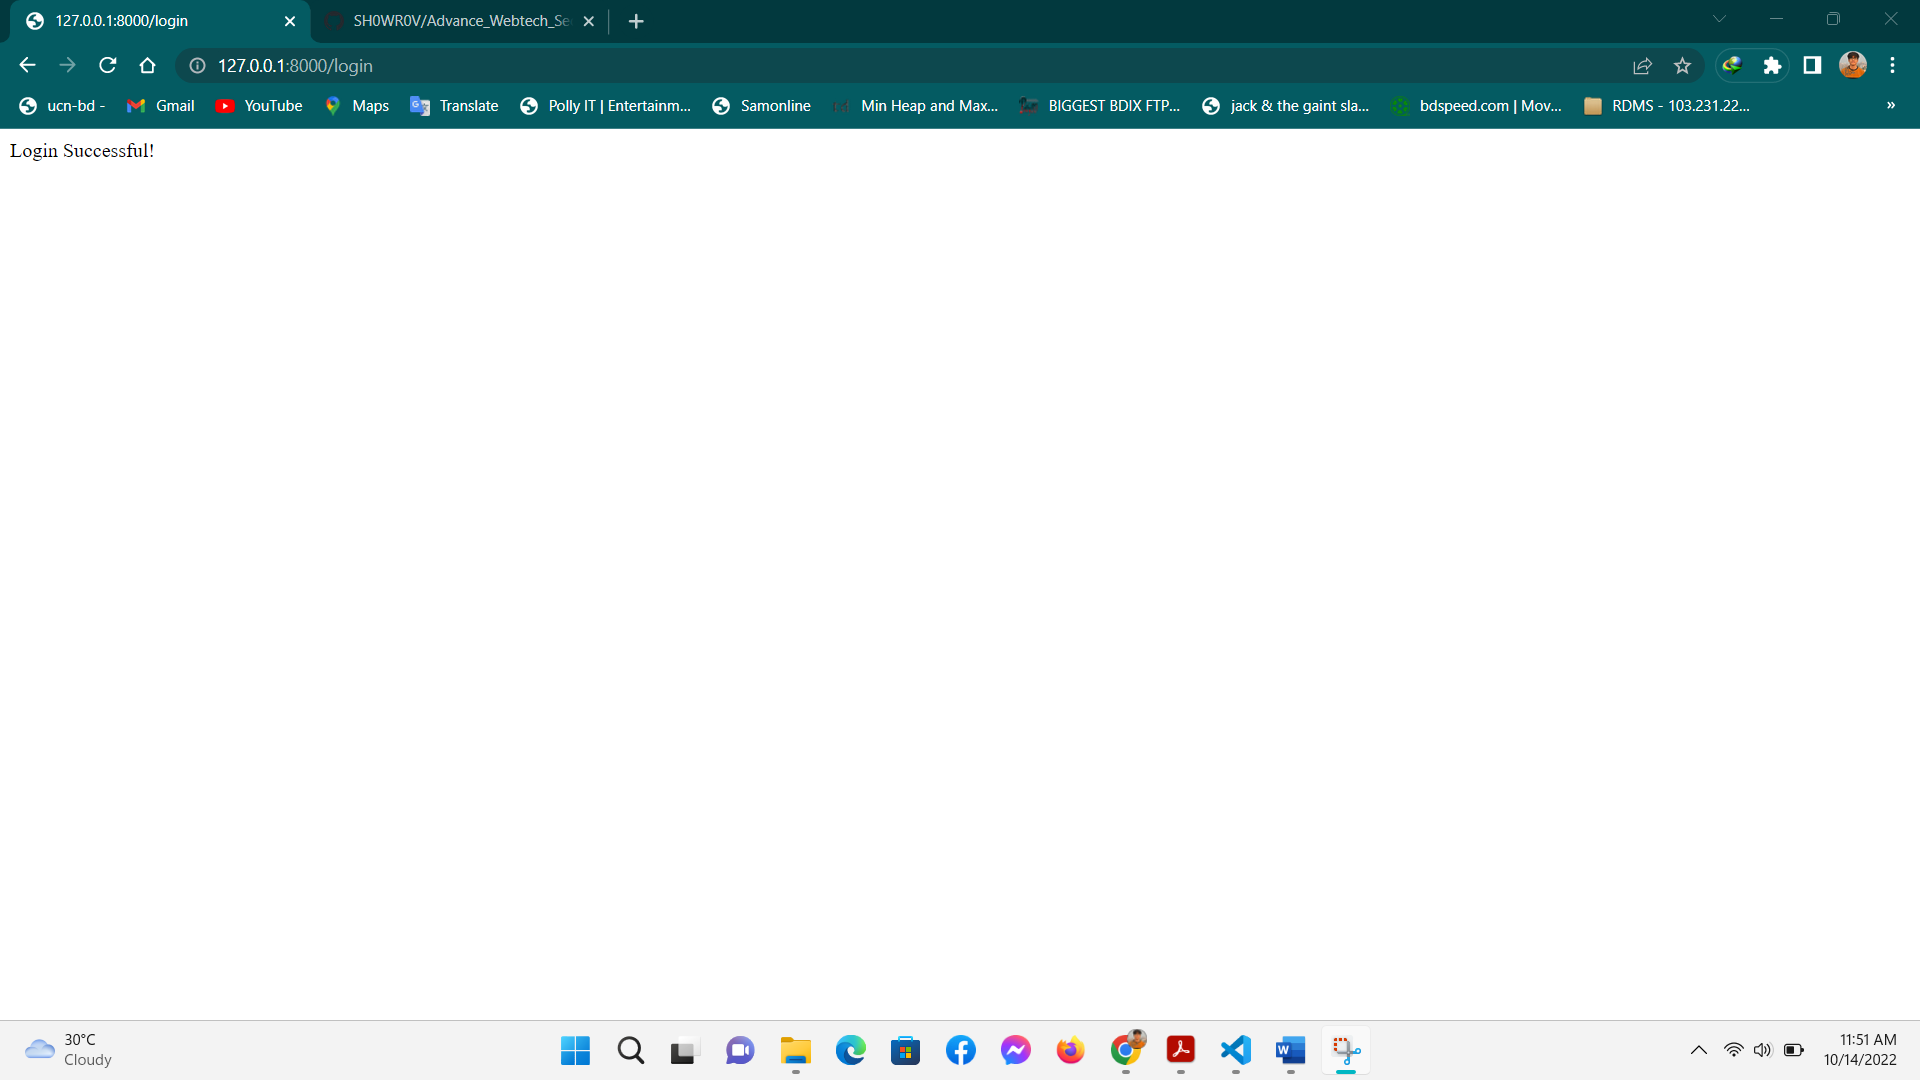 127.0.0.1:8000/login
SH0WR0V/Advance_Webtech_Sec
127.0.0.1:8000/login
ucn-bd - Gmail YouTube Maps Translate Polly IT | Entertainm... Samonline Min Heap and Max... BIGGEST BDIX FTP... jack & the gaint sla... bdspeed.com | Mov... RDMS - 103.231.22... »
Login Successful!
30°C
Cloudy
11:51 AM
10/14/2022